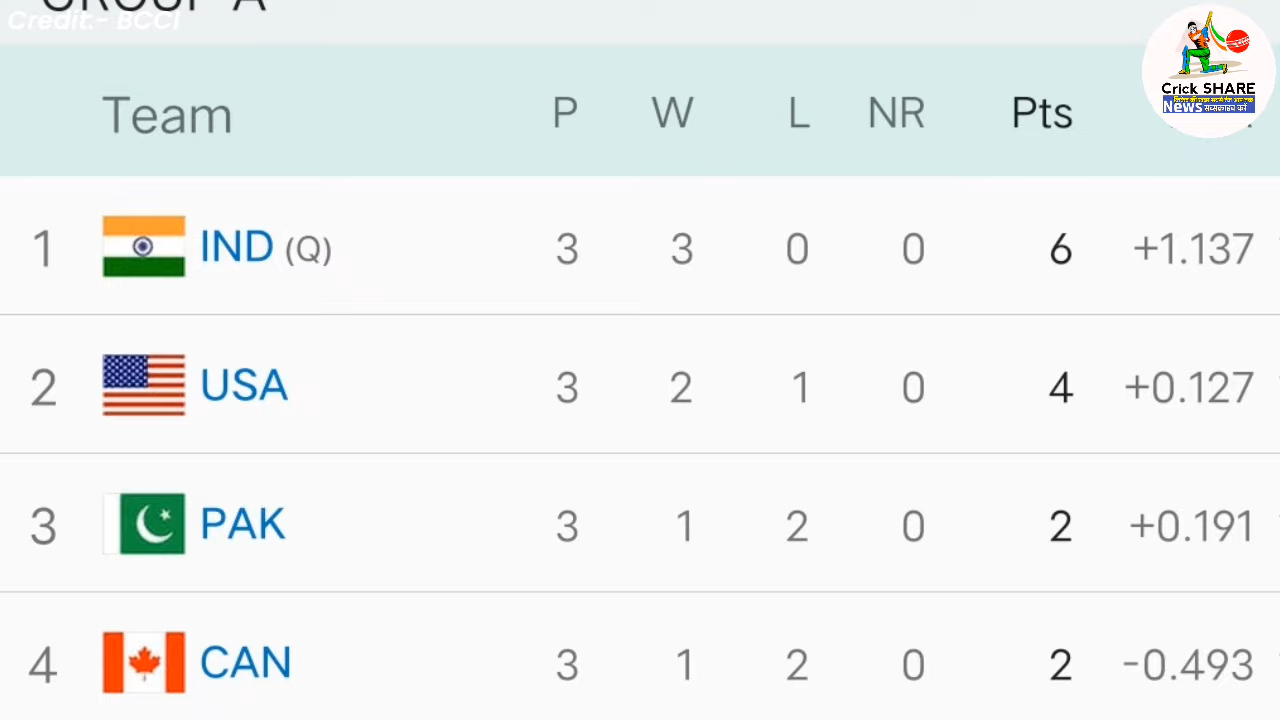 GROUP A
Credit:- BCCI
Crick SHARE
News
Team P W L NR Pts
1 IND (Q) 3 3 0 0 6 +1.137
2 USA 3 2 1 0 4 +0.127
3 PAK 3 1 2 0 2 +0.191
4 CAN 3 1 2 0 2 -0.493